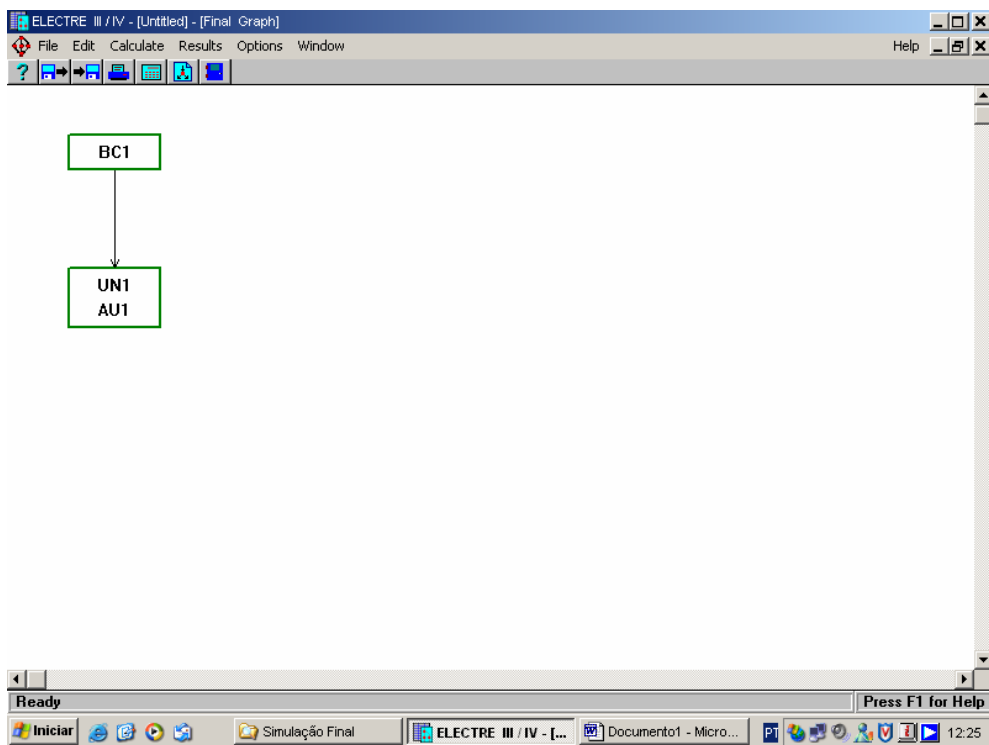 ELECTRE III / IV - [Untitled] - [Final Graph]
File Edit Calculate Results Options Window Help
?
BC1
UN1
AU1
Ready Press F1 for Help
Iniciar Simulação Final ELECTRE III / IV - [... Documento1 - Micro... PT 12:25